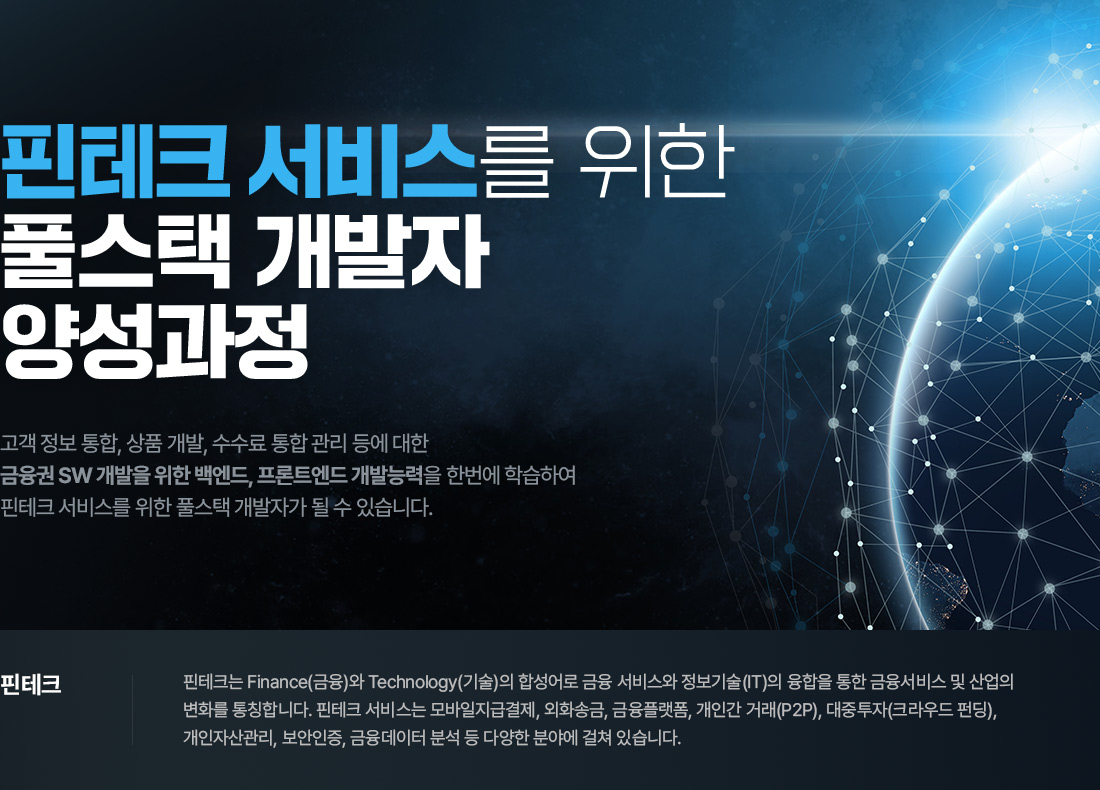 핀테크 서비스를 위한
풀스택 개발자
양성과정
고객 정보 통합, 상품 개발, 수수료 통합 관리 등에 대한
금융권 SW 개발을 위한 백엔드, 프론트엔드 개발능력을 한번에 학습하여
핀테크 서비스를 위한 풀스택 개발자가 될 수 있습니다.
핀테크
핀테크는 Finance(금융)와 Technology(기술)의 합성어로 금융 서비스와 정보기술(IT)의 융합을 통한 금융서비스 및 산업의
변화를 통칭합니다. 핀테크 서비스는 모바일지급결제, 외화송금, 금융플랫폼, 개인간 거래(P2P), 대중투자(크라우드 펀딩),
개인자산관리, 보안인증, 금융데이터 분석 등 다양한 분야에 걸쳐 있습니다.